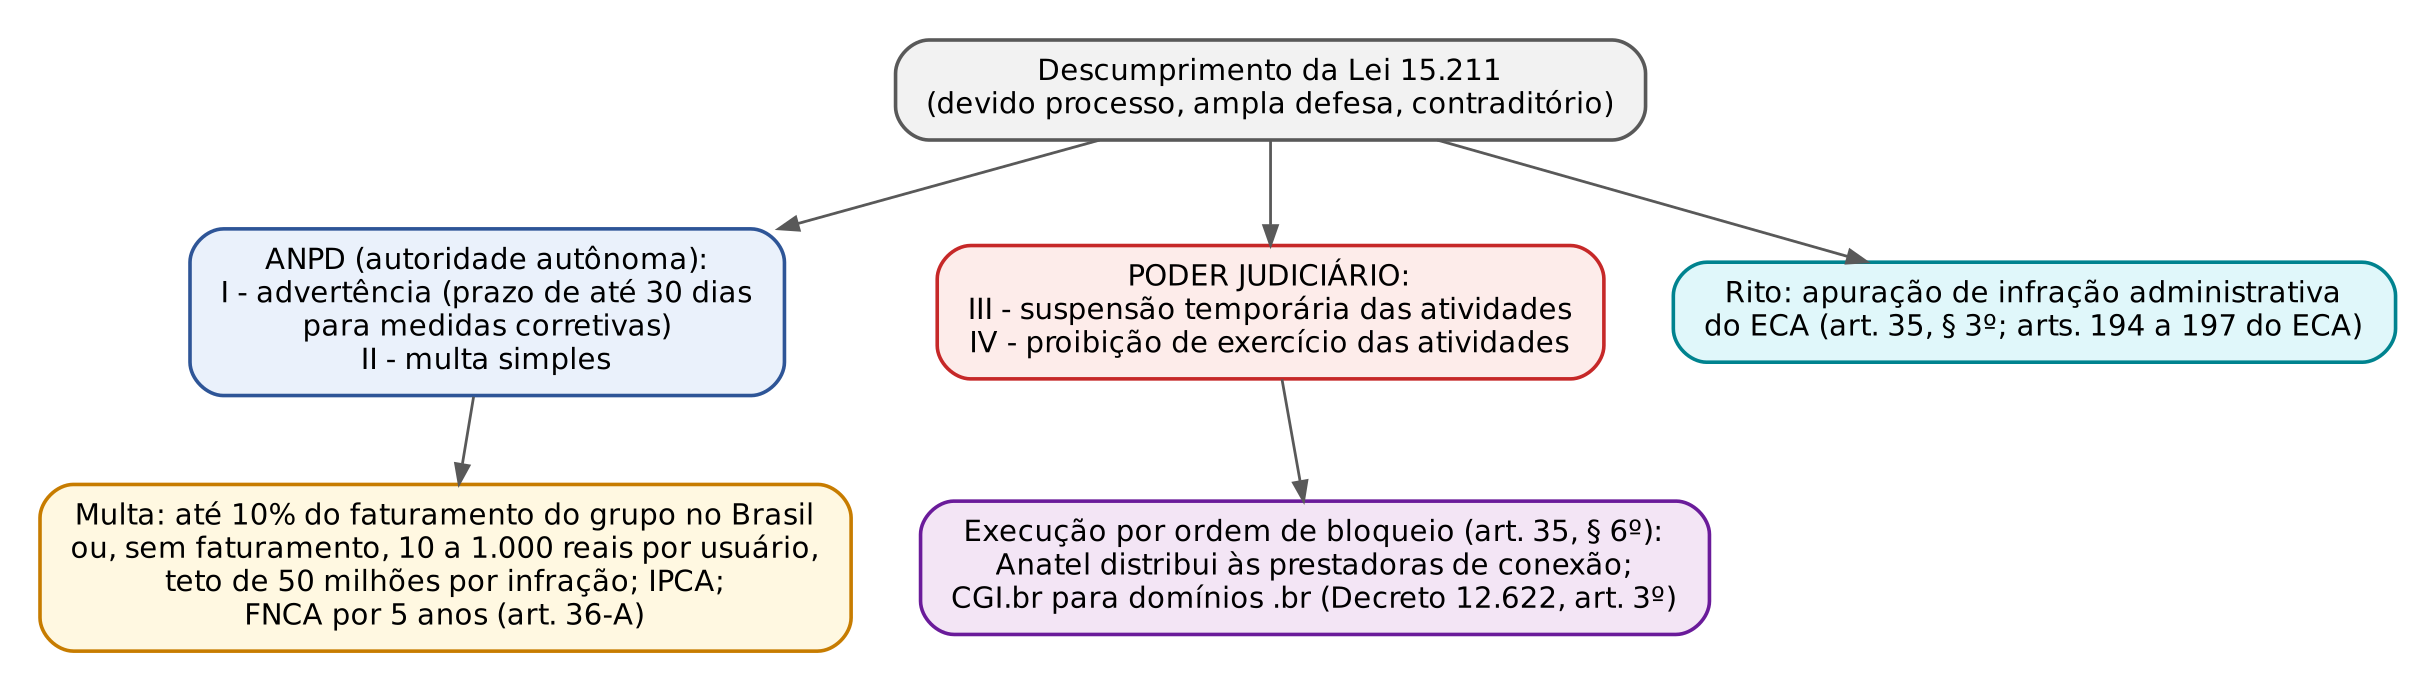 Descumprimento da Lei 15.211
(devido processo, ampla defesa, contraditório)
ANPD (autoridade autônoma):
I - advertência (prazo de até 30 dias
para medidas corretivas)
II - multa simples
PODER JUDICIÁRIO:
III - suspensão temporária das atividades
IV - proibição de exercício das atividades
Rito: apuração de infração administrativa
do ECA (art. 35, § 3º; arts. 194 a 197 do ECA)
Multa: até 10% do faturamento do grupo no Brasil
ou, sem faturamento, 10 a 1.000 reais por usuário,
teto de 50 milhões por infração; IPCA;
FNCA por 5 anos (art. 36-A)
Execução por ordem de bloqueio (art. 35, § 6º):
Anatel distribui às prestadoras de conexão;
CGI.br para domínios .br (Decreto 12.622, art. 3º)